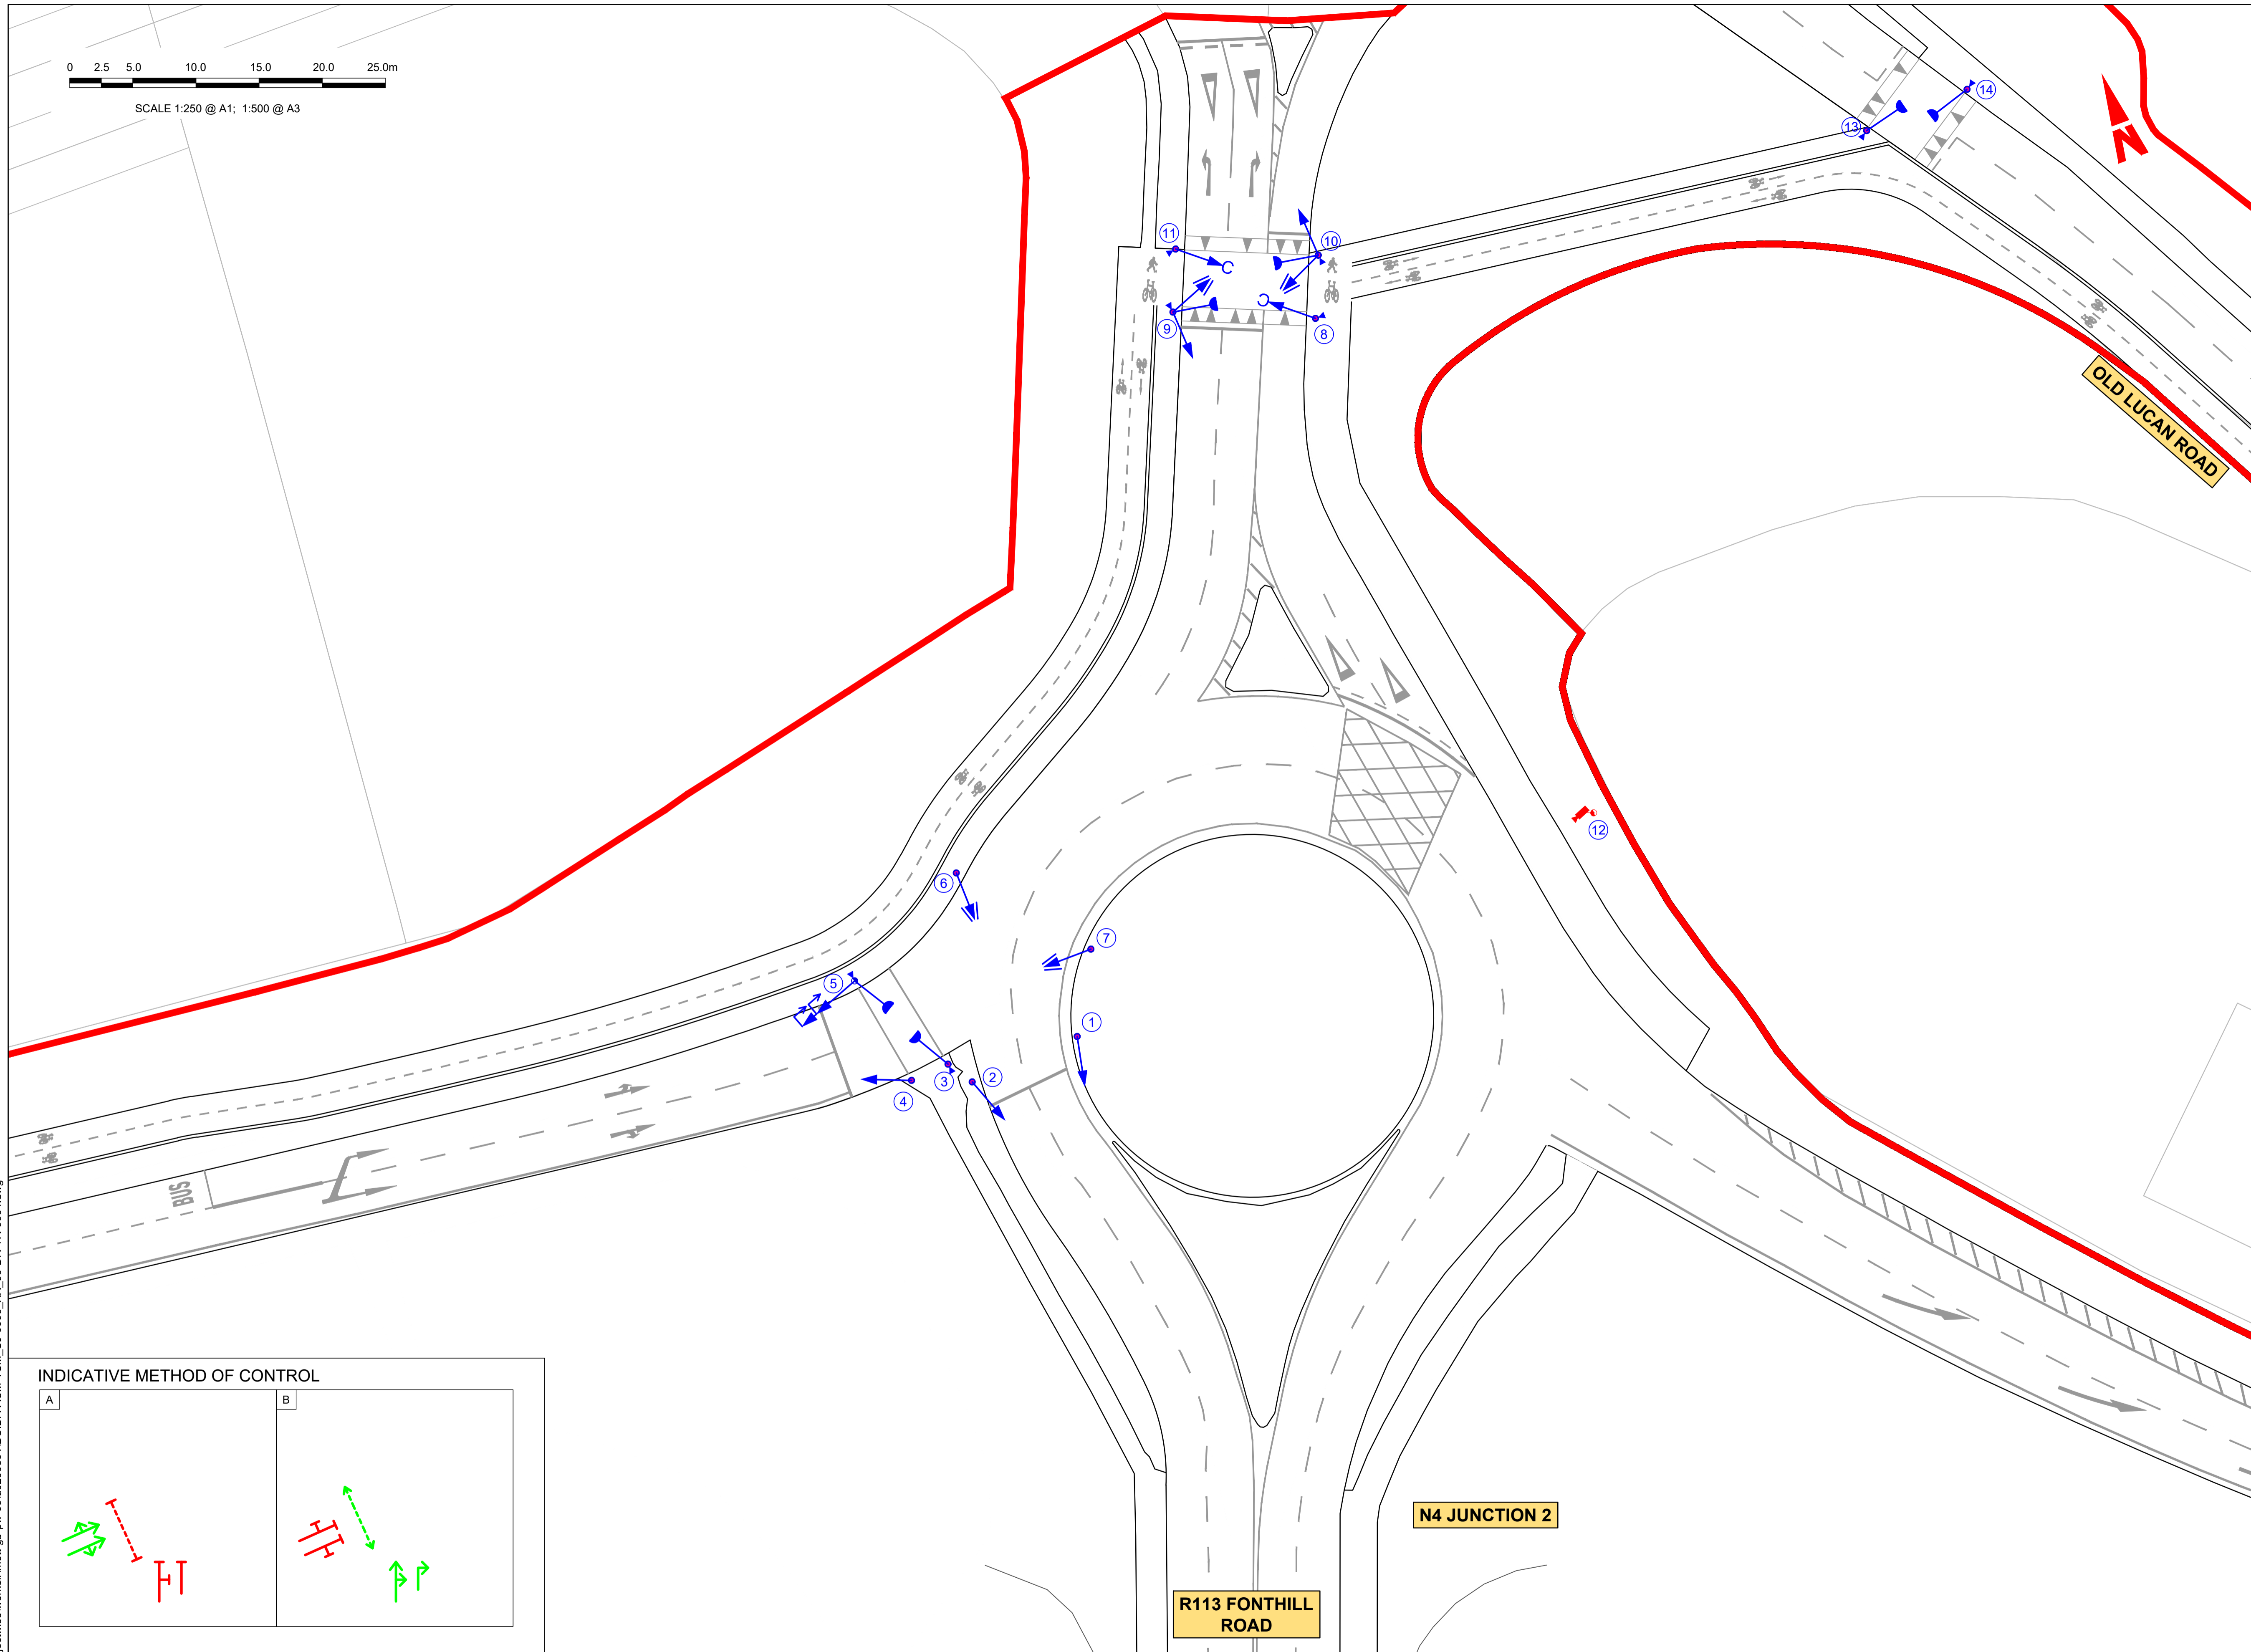 0 2.5 5.0 10.0 15.0 20.0 25.0m
SCALE 1:250 @ A1; 1:500 @ A3
14
13
N
11
10
9
8
OLD LUCAN ROAD
12
6
7
5
1
3
2
4
BUS
INDICATIVE METHOD OF CONTROL
A
B
N4 JUNCTION 2
R113 FONTHILL
ROAD